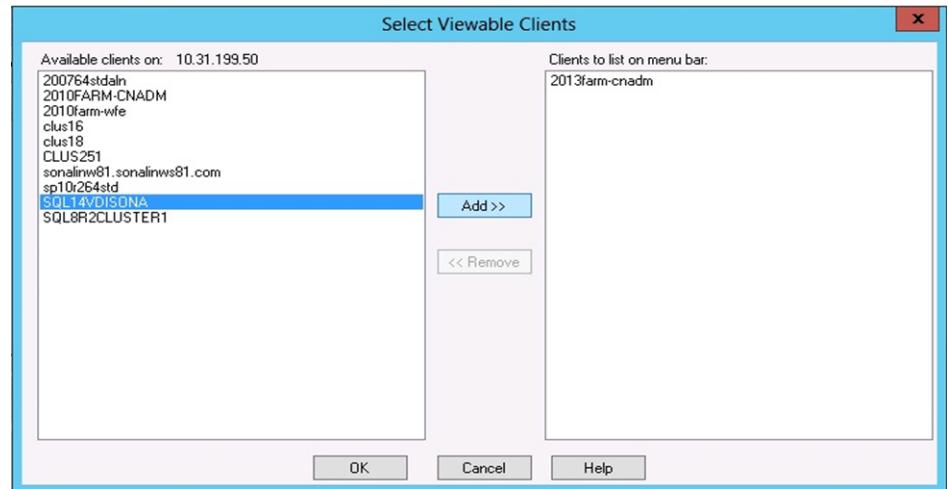 Select Viewable Clients
x
Available clients on: 10.31.199.50
200764stdaln
2010FARM-CNADM
2010farm-wfe
clus16
clus18
CLUS251
sonalinw81.sonalinws81.com
sp10r264std
SQL14VDISONA
SQL8R2CLUSTER1
Add >>
<< Remove
Clients to list on menu bar:
2013farm-cnadm
OK
Cancel
Help